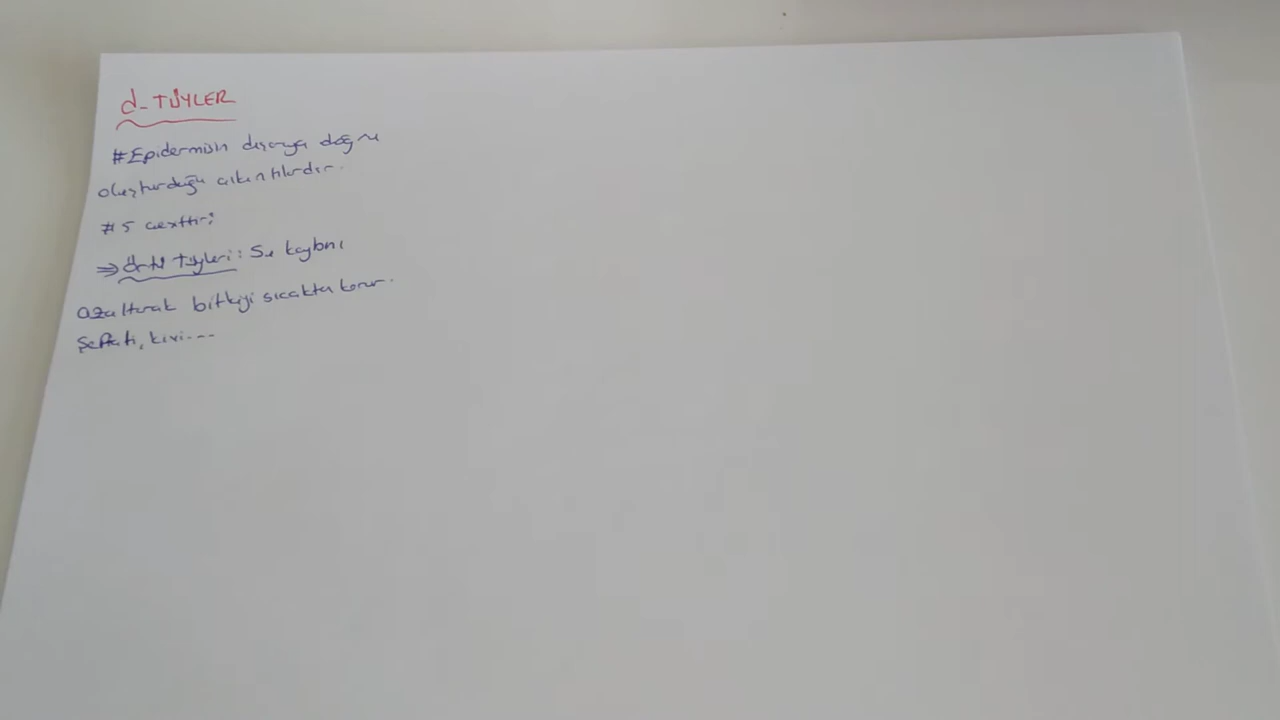 d- TÜYLER
#Epidermisin dışarıya doğru
oluşturduğu çıkıntılardır.
# 5 çeşittir;
⇒ Örtü tüyleri: Su kaybını
azaltarak bitkiyi sıcaktan korur.
Şeftali, kivi....